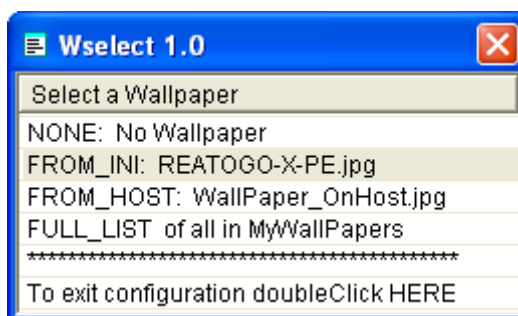 Wselect 1.0
Select a Wallpaper
NONE: No Wallpaper
FROM_INI: REATOGO-X-PE.jpg
FROM_HOST: WallPaper_OnHost.jpg
FULL_LIST of all in MyWallPapers
*******************************************
To exit configuration doubleClick HERE